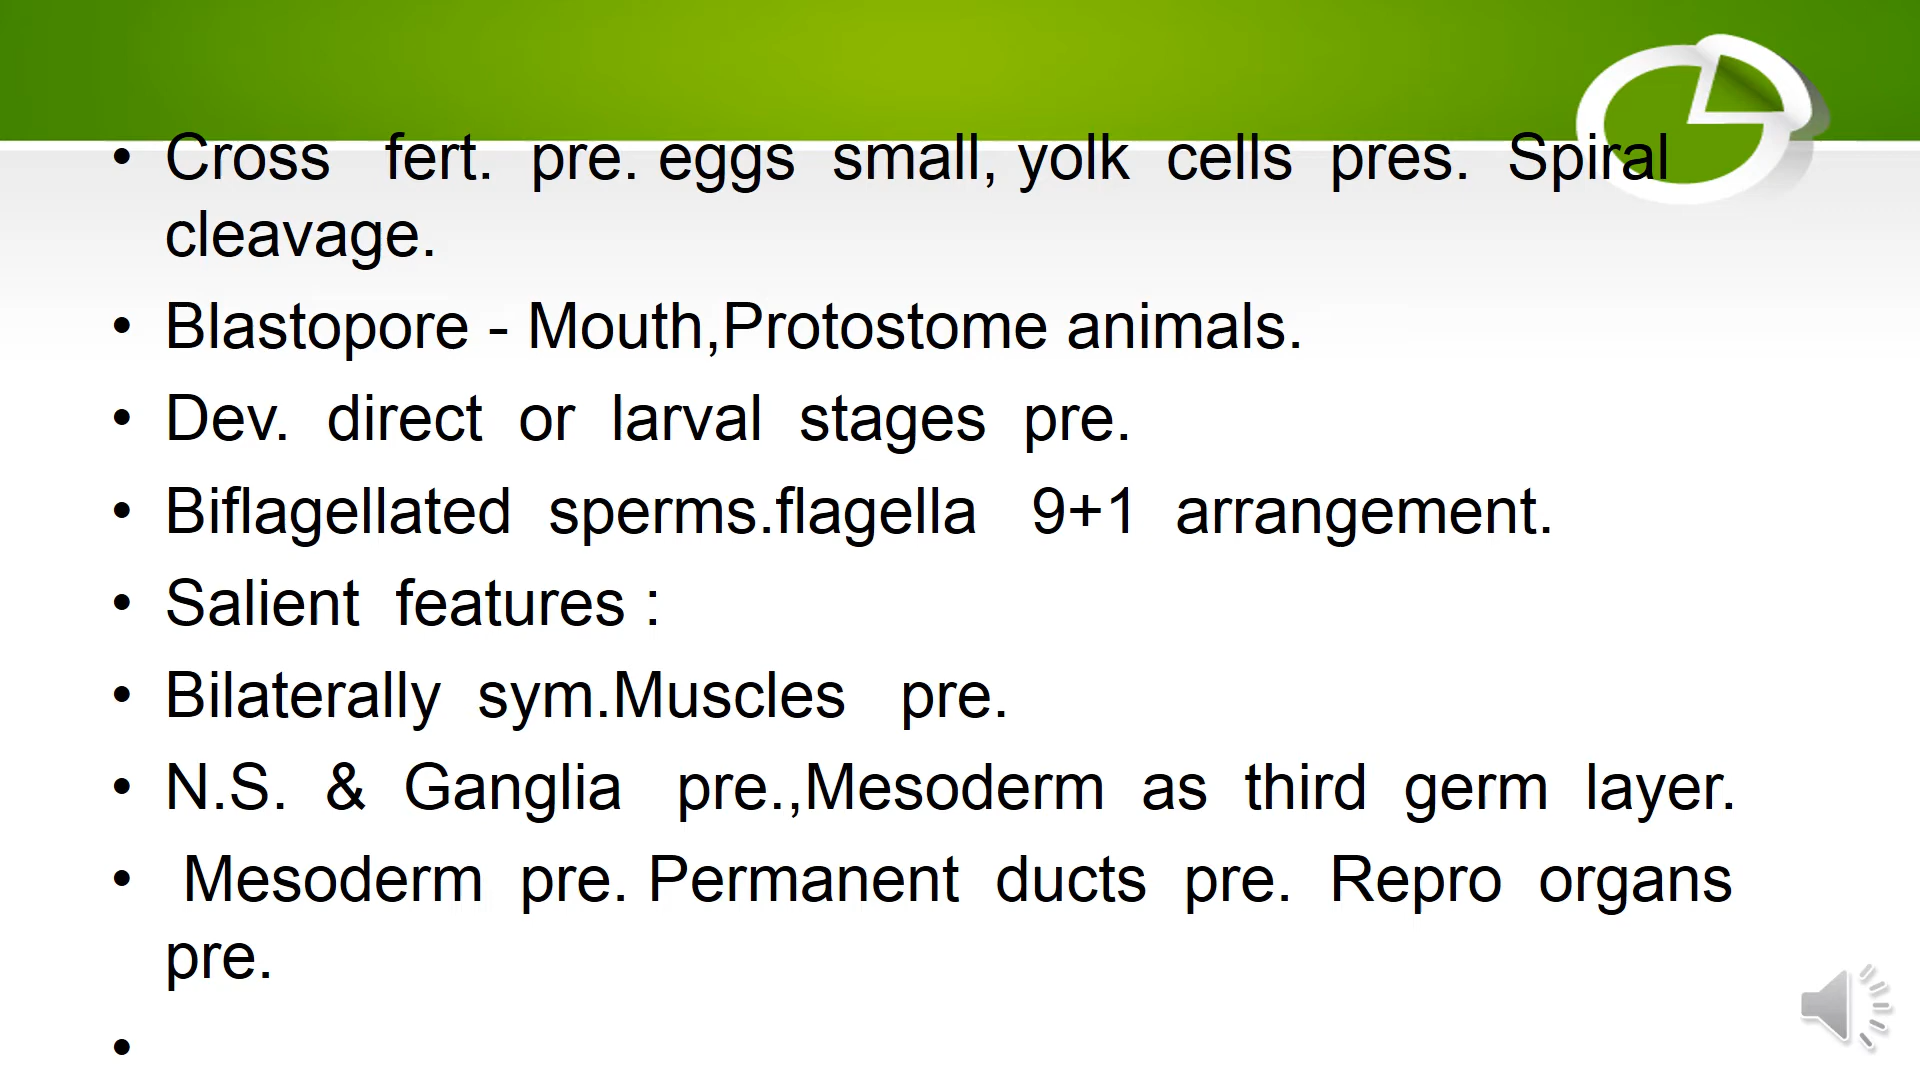 • Cross fert. pre. eggs small, yolk cells pres. Spiral
cleavage.
• Blastopore - Mouth,Protostome animals.
• Dev. direct or larval stages pre.
• Biflagellated sperms.flagella 9+1 arrangement.
• Salient features :
• Bilaterally sym.Muscles pre.
• N.S. & Ganglia pre.,Mesoderm as third germ layer.
• Mesoderm pre. Permanent ducts pre. Repro organs
pre.
•